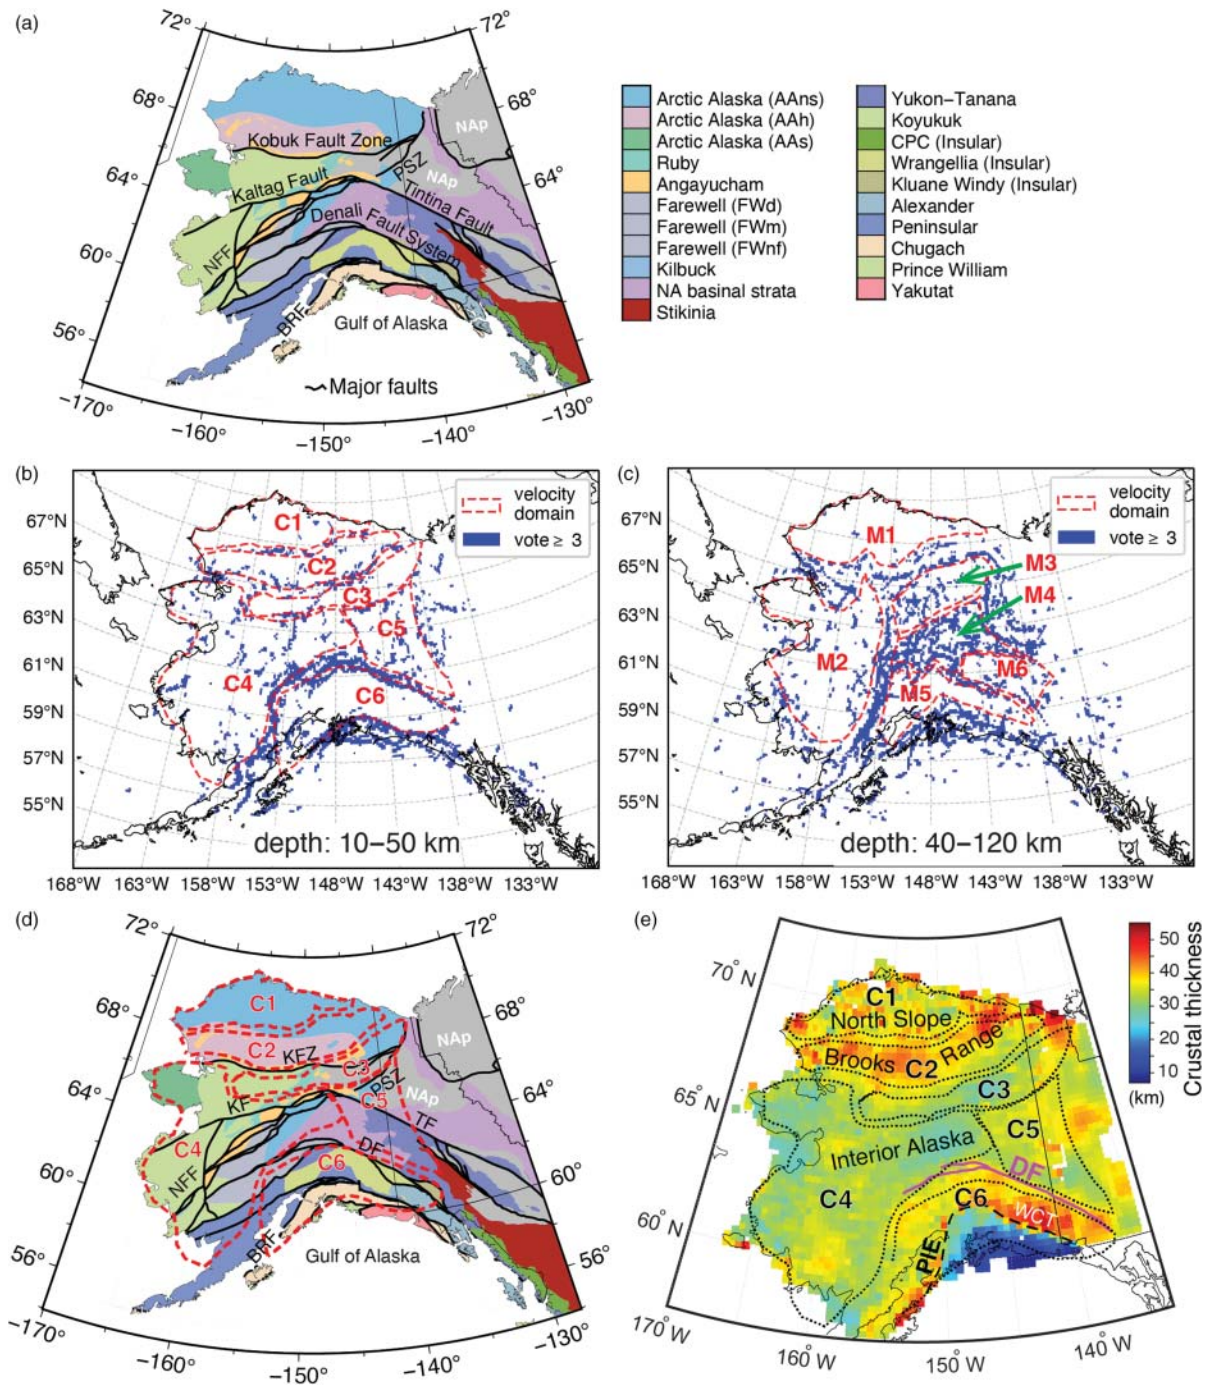 (a)
72°
72°
68°
68°
64°
64°
60°
60°
56°
56°
−170°
−160°
−150°
−140°
−130°
NAp
Kobuk Fault Zone
PSZ
NAp
Kaltag Fault
Tintina Fault
Denali Fault System
NFF
BRF
Gulf of Alaska
Major faults
Arctic Alaska (AAns)
Arctic Alaska (AAh)
Arctic Alaska (AAs)
Ruby
Angayucham
Farewell (FWd)
Farewell (FWm)
Farewell (FWnf)
Kilbuck
NA basinal strata
Stikinia
Yukon−Tanana
Koyukuk
CPC (Insular)
Wrangellia (Insular)
Kluane Windy (Insular)
Alexander
Peninsular
Chugach
Prince William
Yakutat
(b)
velocity
domain
vote ≥ 3
67°N
65°N
63°N
61°N
59°N
57°N
55°N
C1
C2
C3
C5
C4
C6
depth: 10−50 km
168°W 163°W 158°W 153°W 148°W 143°W 138°W 133°W
(c)
velocity
domain
vote ≥ 3
67°N
65°N
63°N
61°N
59°N
57°N
55°N
M1
M3
M4
M2
M6
M5
depth: 40−120 km
168°W 163°W 158°W 153°W 148°W 143°W 138°W 133°W
(d)
72°
72°
68°
68°
64°
64°
60°
60°
56°
56°
−170°
−160°
−150°
−140°
−130°
C1
NAp
C2
KFZ
C3
PSZ
C5
NAp
KF
TF
C4
DF
C6
NFF
BRF
Gulf of Alaska
(e)
70° N
65° N
60° N
170° W
160° W
150° W
140° W
C1
North Slope
Brooks
C2
Range
C3
C5
Interior Alaska
DF
C4
C6
WCT
PIE
50
40
30
20
10
(km)
Crustal thickness